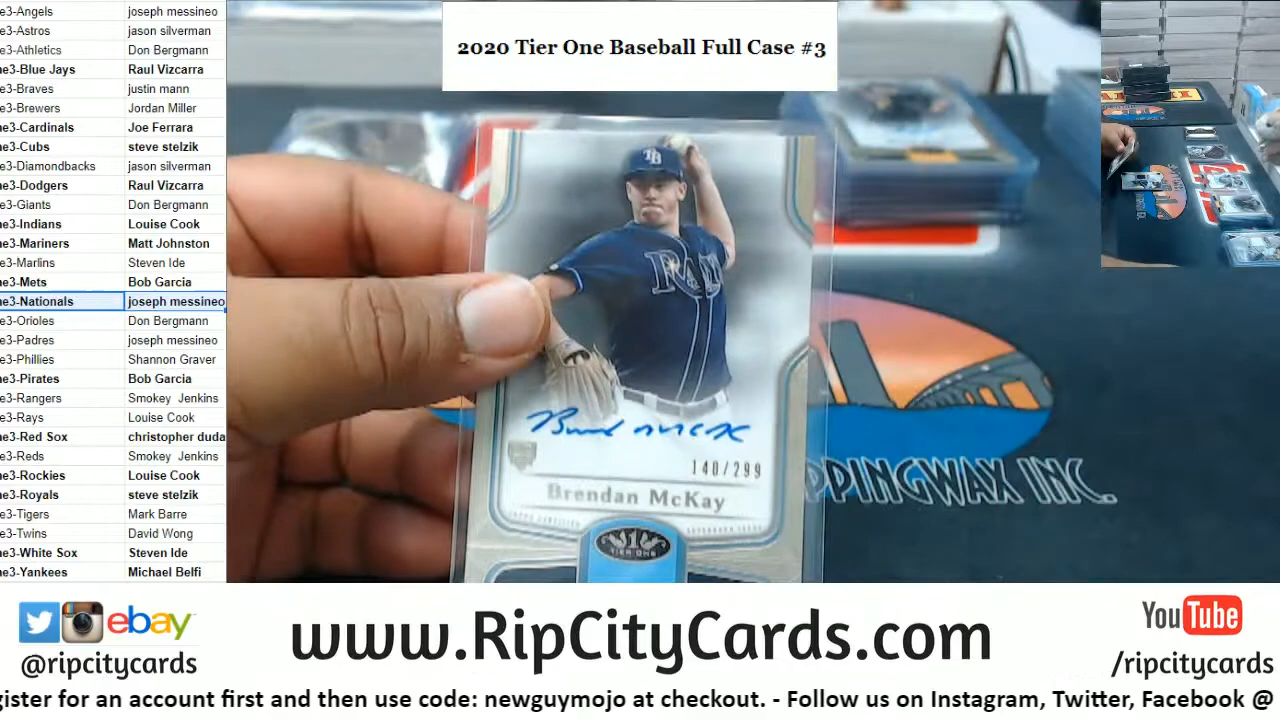 e3-Angels joseph messineo
e3-Astros jason silverman
e3-Athletics Don Bergmann
e3-Blue Jays Raul Vizcarra
e3-Braves justin mann
e3-Brewers Jordan Miller
ne3-Cardinals Joe Ferrara
ne3-Cubs steve stelzik
e3-Diamondbacks jason silverman
ne3-Dodgers Raul Vizcarra
e3-Giants Don Bergmann
ne3-Indians Louise Cook
ne3-Mariners Matt Johnston
e3-Marlins Steven Ide
ne3-Mets Bob Garcia
ne3-Nationals joseph messineo
e3-Orioles Don Bergmann
e3-Padres joseph messineo
e3-Phillies Shannon Graver
ne3-Pirates Bob Garcia
e3-Rangers Smokey Jenkins
e3-Rays Louise Cook
ne3-Red Sox christopher duda
e3-Reds Smokey Jenkins
ne3-Rockies Louise Cook
ne3-Royals steve stelzik
e3-Tigers Mark Barre
e3-Twins David Wong
ne3-White Sox Steven Ide
e3-Yankees Michael Belfi
2020 Tier One Baseball Full Case #3
TB
RAYS
140/299
Brendan McKay
1
TIER ONE
PPINGWAX INC.
ebay
@ripcitycards
www.RipCityCards.com
YouTube
/ripcitycards
gister for an account first and then use code: newguymojo at checkout. - Follow us on Instagram, Twitter, Facebook @